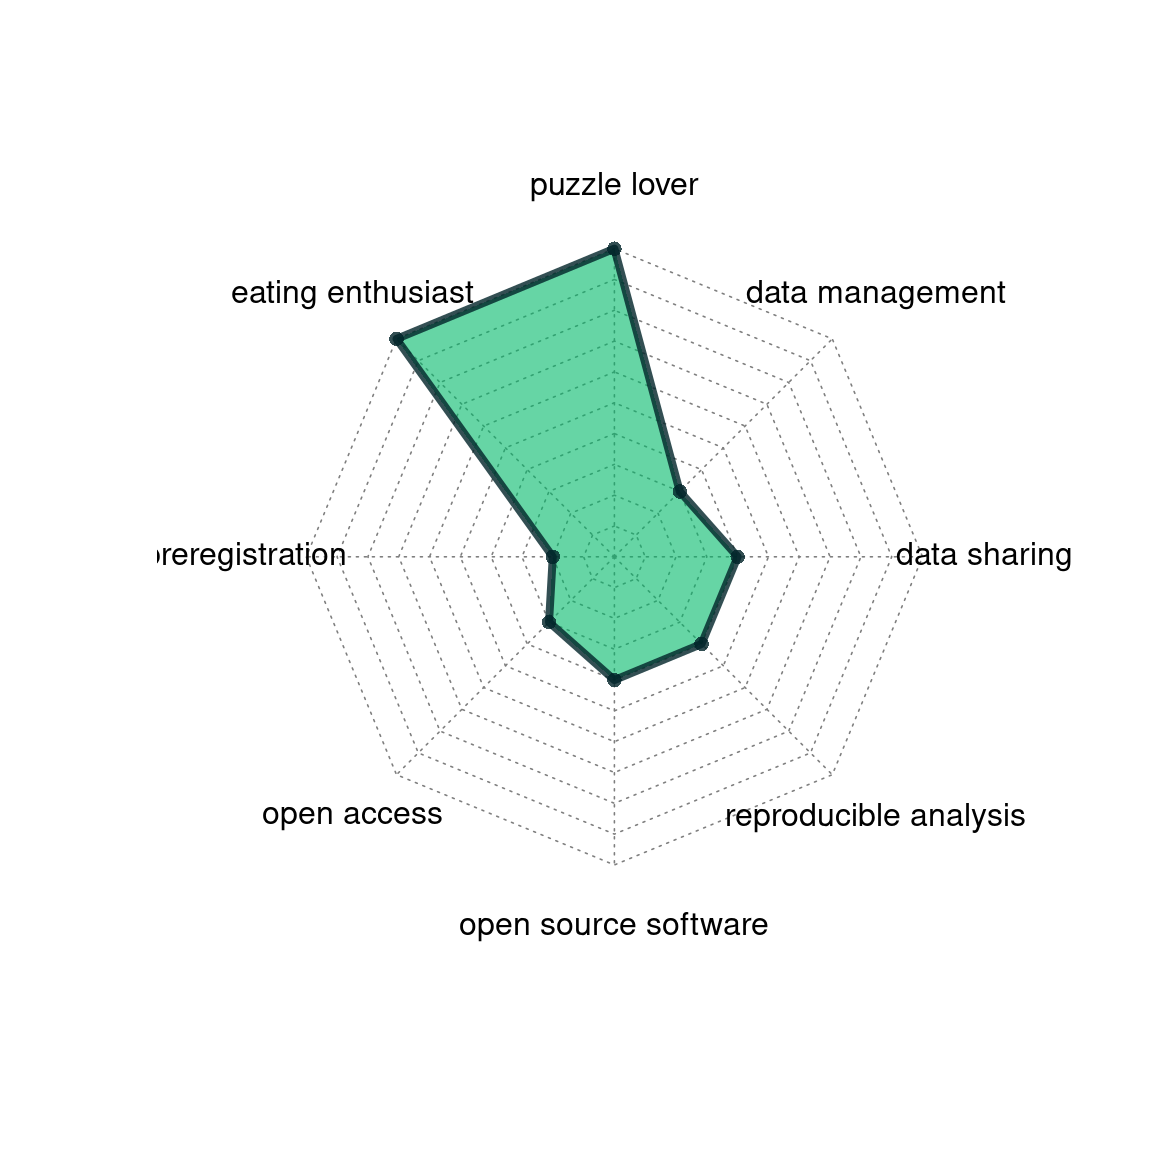 puzzle lover
eating enthusiast
data management
preregistration
data sharing
open access
reproducible analysis
open source software